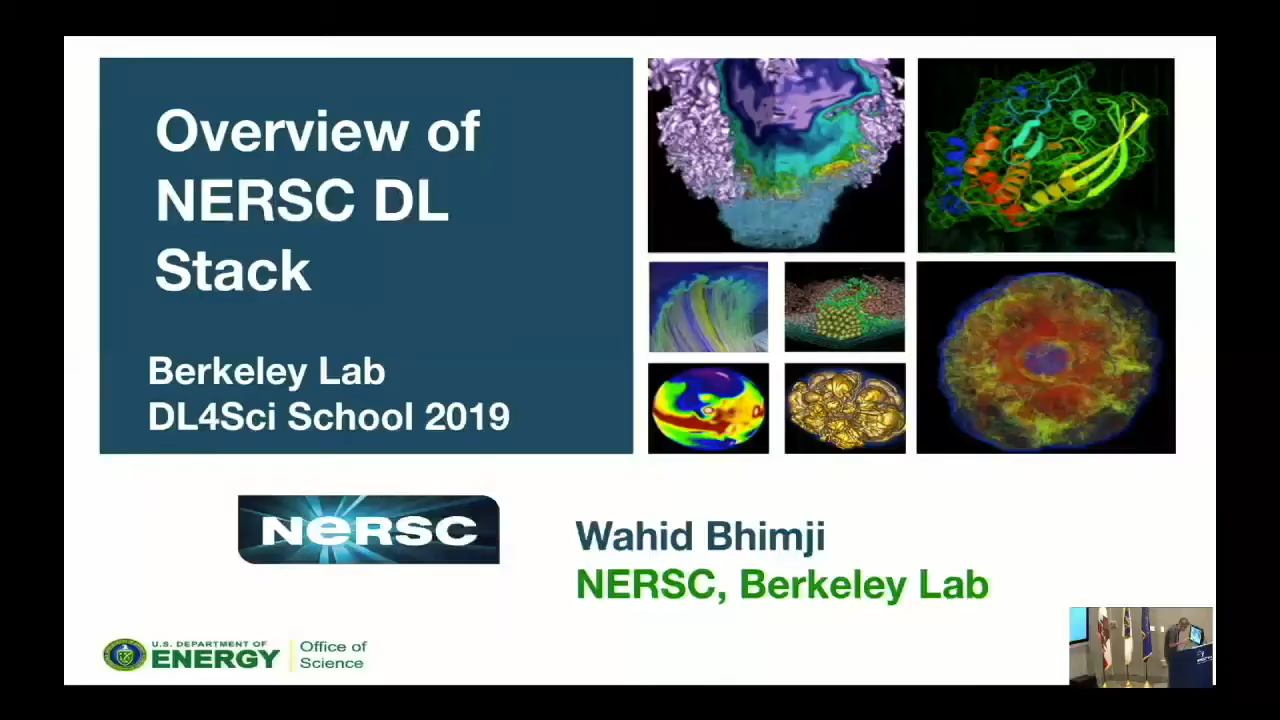 Overview of
NERSC DL
Stack
Berkeley Lab
DL4Sci School 2019
NERSC
Wahid Bhimji
NERSC, Berkeley Lab
U.S. DEPARTMENT OF
ENERGY
Office of
Science